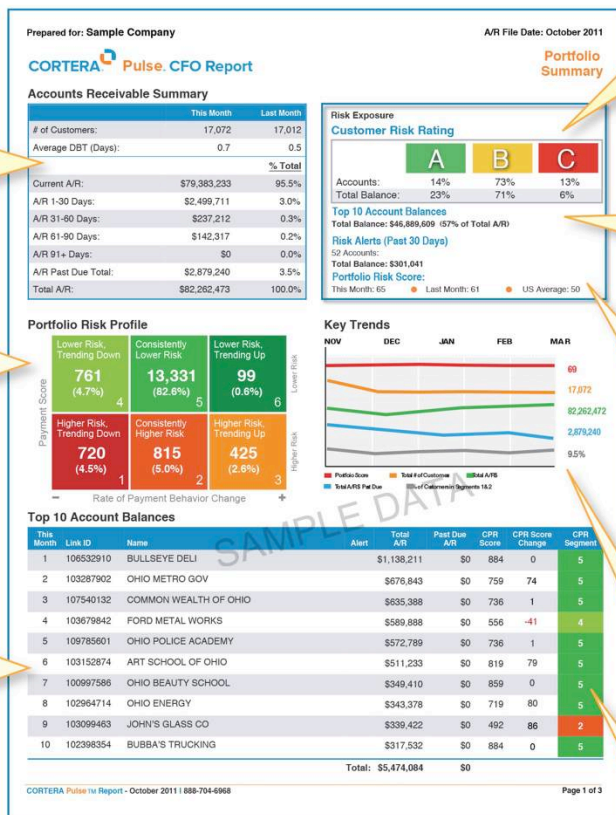 Prepared for: Sample Company
A/R File Date: October 2011
CORTERA Pulse. CFO Report
Portfolio
Summary
Accounts Receivable Summary
This Month Last Month
# of Customers: 17,072 17,012
Average DBT (Days): 0.7 0.5
% Total
Current A/R: $79,383,233 95.5%
A/R 1-30 Days: $2,499,711 3.0%
A/R 31-60 Days: $237,212 0.3%
A/R 61-90 Days: $142,317 0.2%
A/R 91+ Days: $0 0.0%
A/R Past Due Total: $2,879,240 3.5%
Total A/R: $82,262,473 100.0%
Risk Exposure
Customer Risk Rating
A B C
Accounts: 14% 73% 13%
Total Balance: 23% 71% 6%
Top 10 Account Balances
Total Balance: $46,889,609 (57% of Total A/R)
Risk Alerts (Past 30 Days)
52 Accounts:
Total Balance: $301,041
Portfolio Risk Score:
This Month: 65 Last Month: 61 US Average: 50
Portfolio Risk Profile
Payment Score
Lower Risk, Trending Down
761
(4.7%)
4
Consistently Lower Risk
13,331
(82.6%)
5
Lower Risk, Trending Up
99
(0.6%)
6
Lower Risk
Higher Risk, Trending Down
720
(4.5%)
1
Consistently Higher Risk
815
(5.0%)
2
Higher Risk, Trending Up
425
(2.6%)
3
Higher Risk
– Rate of Payment Behavior Change +
Key Trends
NOV DEC JAN FEB MAR
69
17,072
82,262,472
2,879,240
9.5%
Portfolio Score Total # of Customer Total A/RS
Total A/RS Past Due % of Customers in Segments 1&2
SAMPLE DATA
Top 10 Account Balances
This Month Link ID Name Alert Total A/R Past Due A/R CPR Score CPR Score Change CPR Segment
1 106532910 BULLSEYE DELI $1,138,211 $0 884 0 5
2 103287902 OHIO METRO GOV $676,843 $0 759 74 5
3 107540132 COMMON WEALTH OF OHIO $635,388 $0 736 1 5
4 103679842 FORD METAL WORKS $589,888 $0 556 -41 4
5 109785601 OHIO POLICE ACADEMY $572,789 $0 736 1 5
6 103152874 ART SCHOOL OF OHIO $511,233 $0 819 79 5
7 100997586 OHIO BEAUTY SCHOOL $349,410 $0 859 0 5
8 102964714 OHIO ENERGY $343,378 $0 719 80 5
9 103099463 JOHN'S GLASS CO $339,422 $0 492 86 2
10 102398354 BUBBA'S TRUCKING $317,532 $0 884 0 5
Total: $5,474,084 $0
CORTERA Pulse TM Report - October 2011 | 888-704-6968
Page 1 of 3